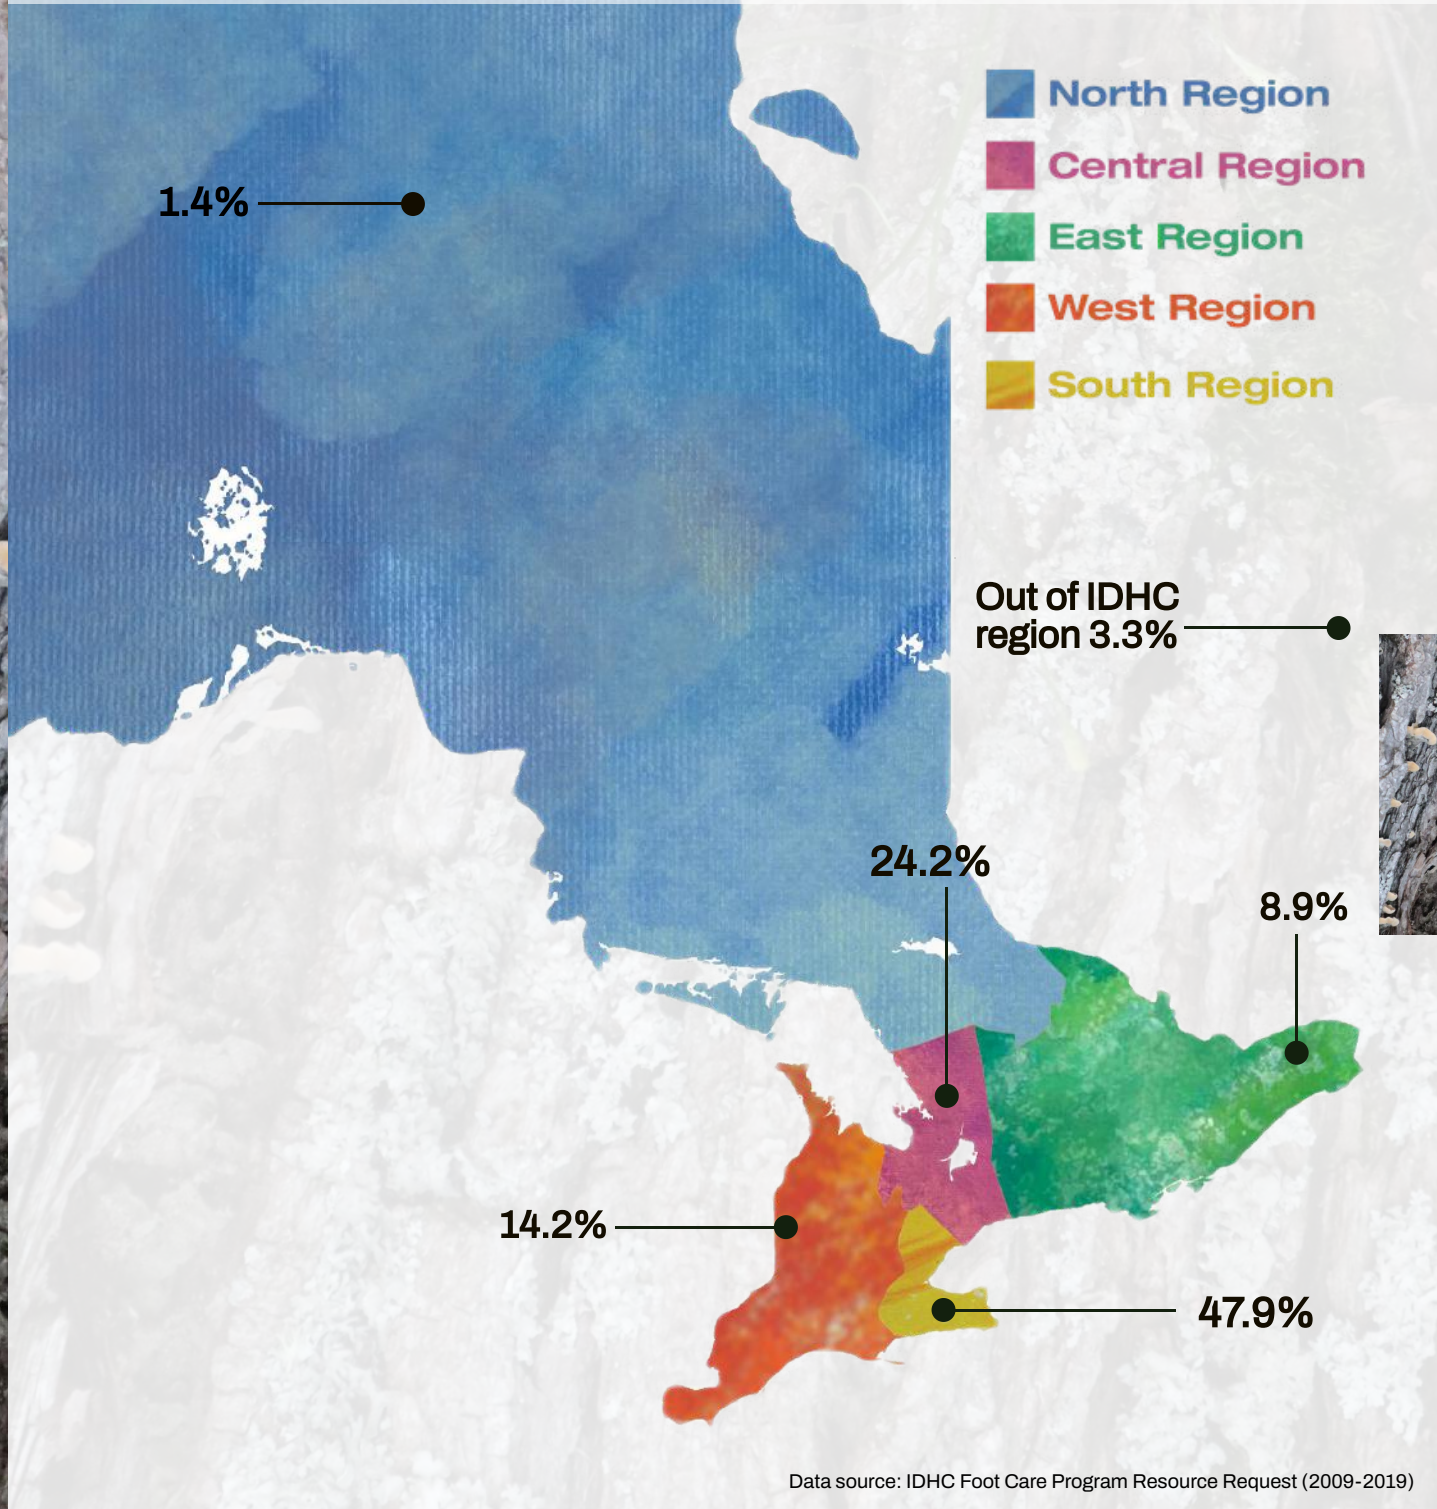 North Region
Central Region
East Region
West Region
South Region
1.4%
Out of IDHC
region 3.3%
24.2%
8.9%
14.2%
47.9%
Data source: IDHC Foot Care Program Resource Request (2009-2019)